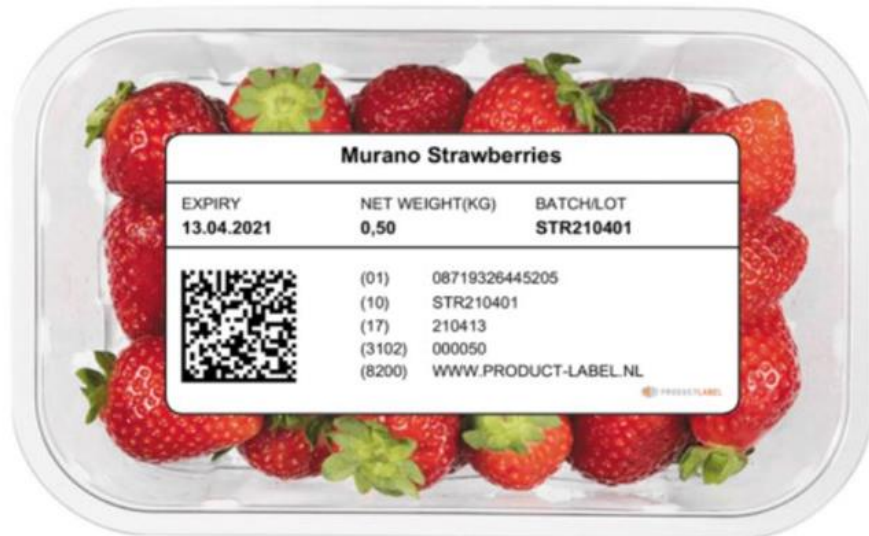 Murano Strawberries
EXPIRY NET WEIGHT(KG) BATCH/LOT
13.04.2021 0,50 STR210401
(01) 08719326445205
(10) STR210401
(17) 210413
(3102) 000050
(8200) WWW.PRODUCT-LABEL.NL
PRODUCTLABEL